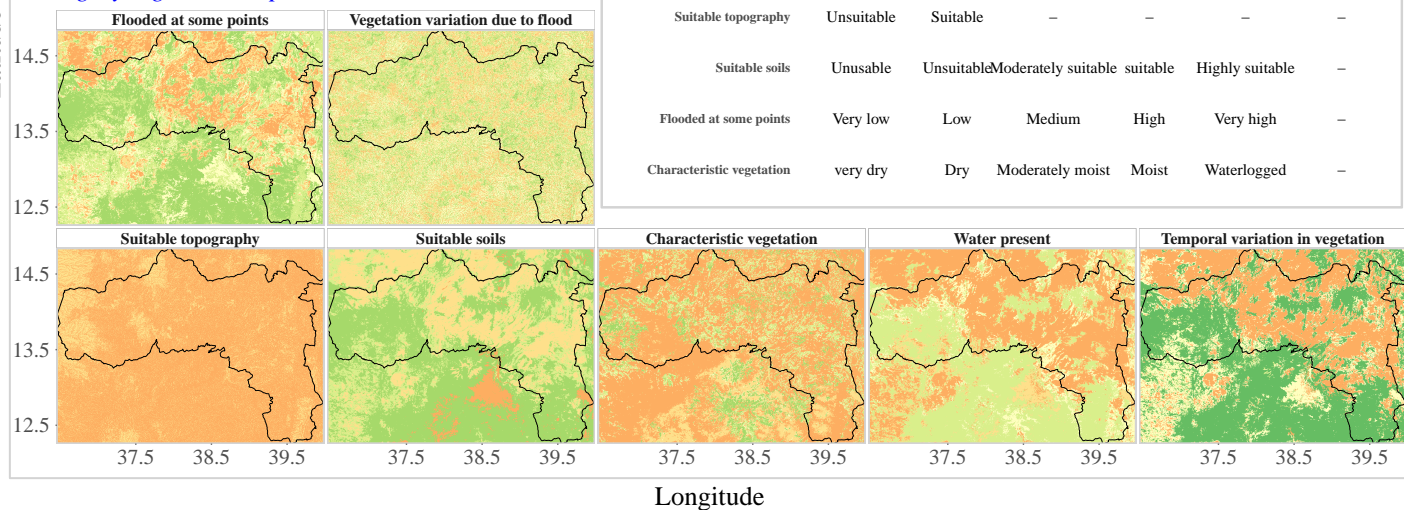 Flooded at some points Vegetation variation due to flood
Suitable topography Unsuitable Suitable – – – –
14.5
Suitable soils Unusable Unsuitable Moderately suitable suitable Highly suitable –
13.5
Flooded at some points Very low Low Medium High Very high –
Characteristic vegetation very dry Dry Moderately moist Moist Waterlogged –
12.5
Suitable topography Suitable soils Characteristic vegetation Water present Temporal variation in vegetation
14.5
13.5
12.5
37.5 38.5 39.5 37.5 38.5 39.5 37.5 38.5 39.5 37.5 38.5 39.5 37.5 38.5 39.5
Longitude